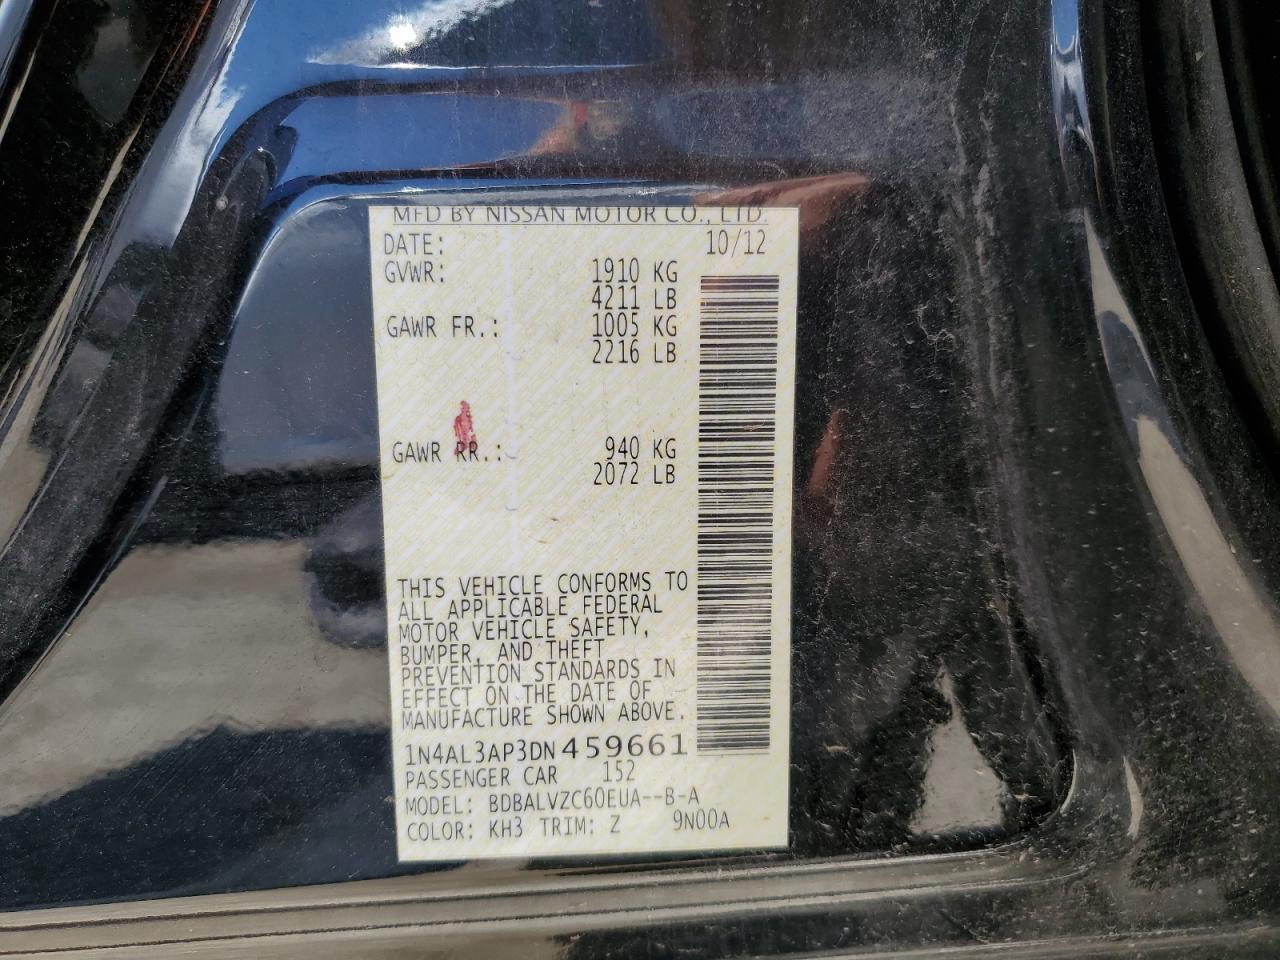 MFD BY NISSAN MOTOR CO., LTD.
DATE: 10/12
GVWR: 1910 KG
4211 LB
GAWR FR.: 1005 KG
2216 LB
GAWR RR.: 940 KG
2072 LB
THIS VEHICLE CONFORMS TO
ALL APPLICABLE FEDERAL
MOTOR VEHICLE SAFETY,
BUMPER, AND THEFT
PREVENTION STANDARDS IN
EFFECT ON THE DATE OF
MANUFACTURE SHOWN ABOVE.
1N4AL3AP3DN459661
PASSENGER CAR 152
MODEL: BDBALVZC60EUA--B-A
COLOR: KH3 TRIM: Z 9N00A